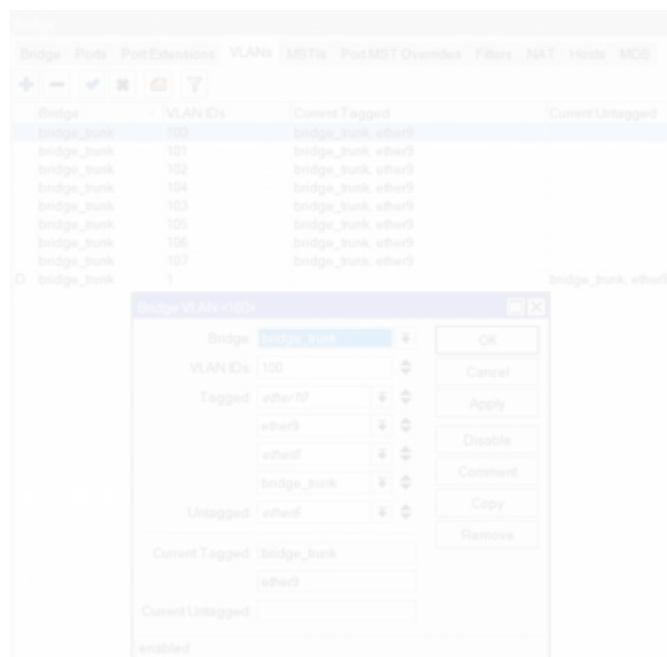 Bridge Ports Port Extensions VLANs MSTIs Port MST Overrides Filters NAT Hosts MDB
Bridge VLAN IDs Current Tagged Current Untagged
bridge_trunk 100 bridge_trunk, ether9
bridge_trunk 101 bridge_trunk, ether9
bridge_trunk 102 bridge_trunk, ether9
bridge_trunk 104 bridge_trunk, ether9
bridge_trunk 103 bridge_trunk, ether9
bridge_trunk 105 bridge_trunk, ether9
bridge_trunk 106 bridge_trunk, ether9
bridge_trunk 107 bridge_trunk, ether9
D bridge_trunk 1 bridge_trunk, ether9
Bridge VLAN <100>
Bridge: bridge_trunk OK
VLAN IDs: 100 Cancel
Tagged: ether10 Apply
ether9
Disable
bridge_trunk Comment
Untagged: Copy
Remove
Current Tagged: bridge_trunk
ether9
Current Untagged:
enabled